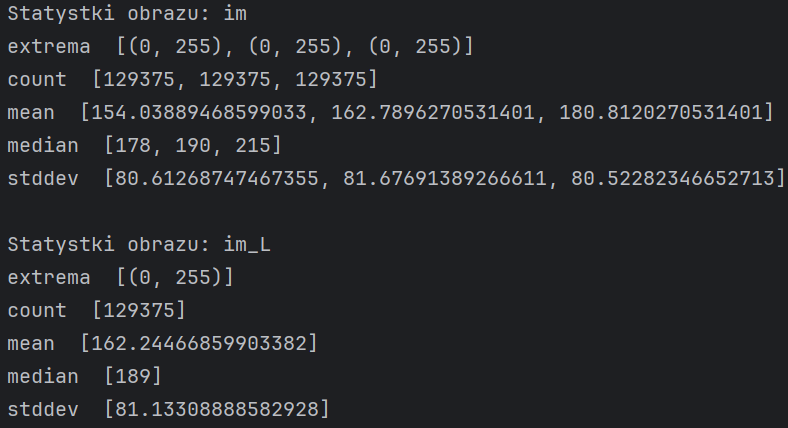 Statystki obrazu: im
extrema  [(0, 255), (0, 255), (0, 255)]
count  [129375, 129375, 129375]
mean  [154.03889468599033, 162.7896270531401, 180.8120270531401]
median  [178, 190, 215]
stddev  [80.61268747467355, 81.67691389266611, 80.52282346652713]
Statystki obrazu: im_L
extrema  [(0, 255)]
count  [129375]
mean  [162.24466859903382]
median  [189]
stddev  [81.13308888582928]